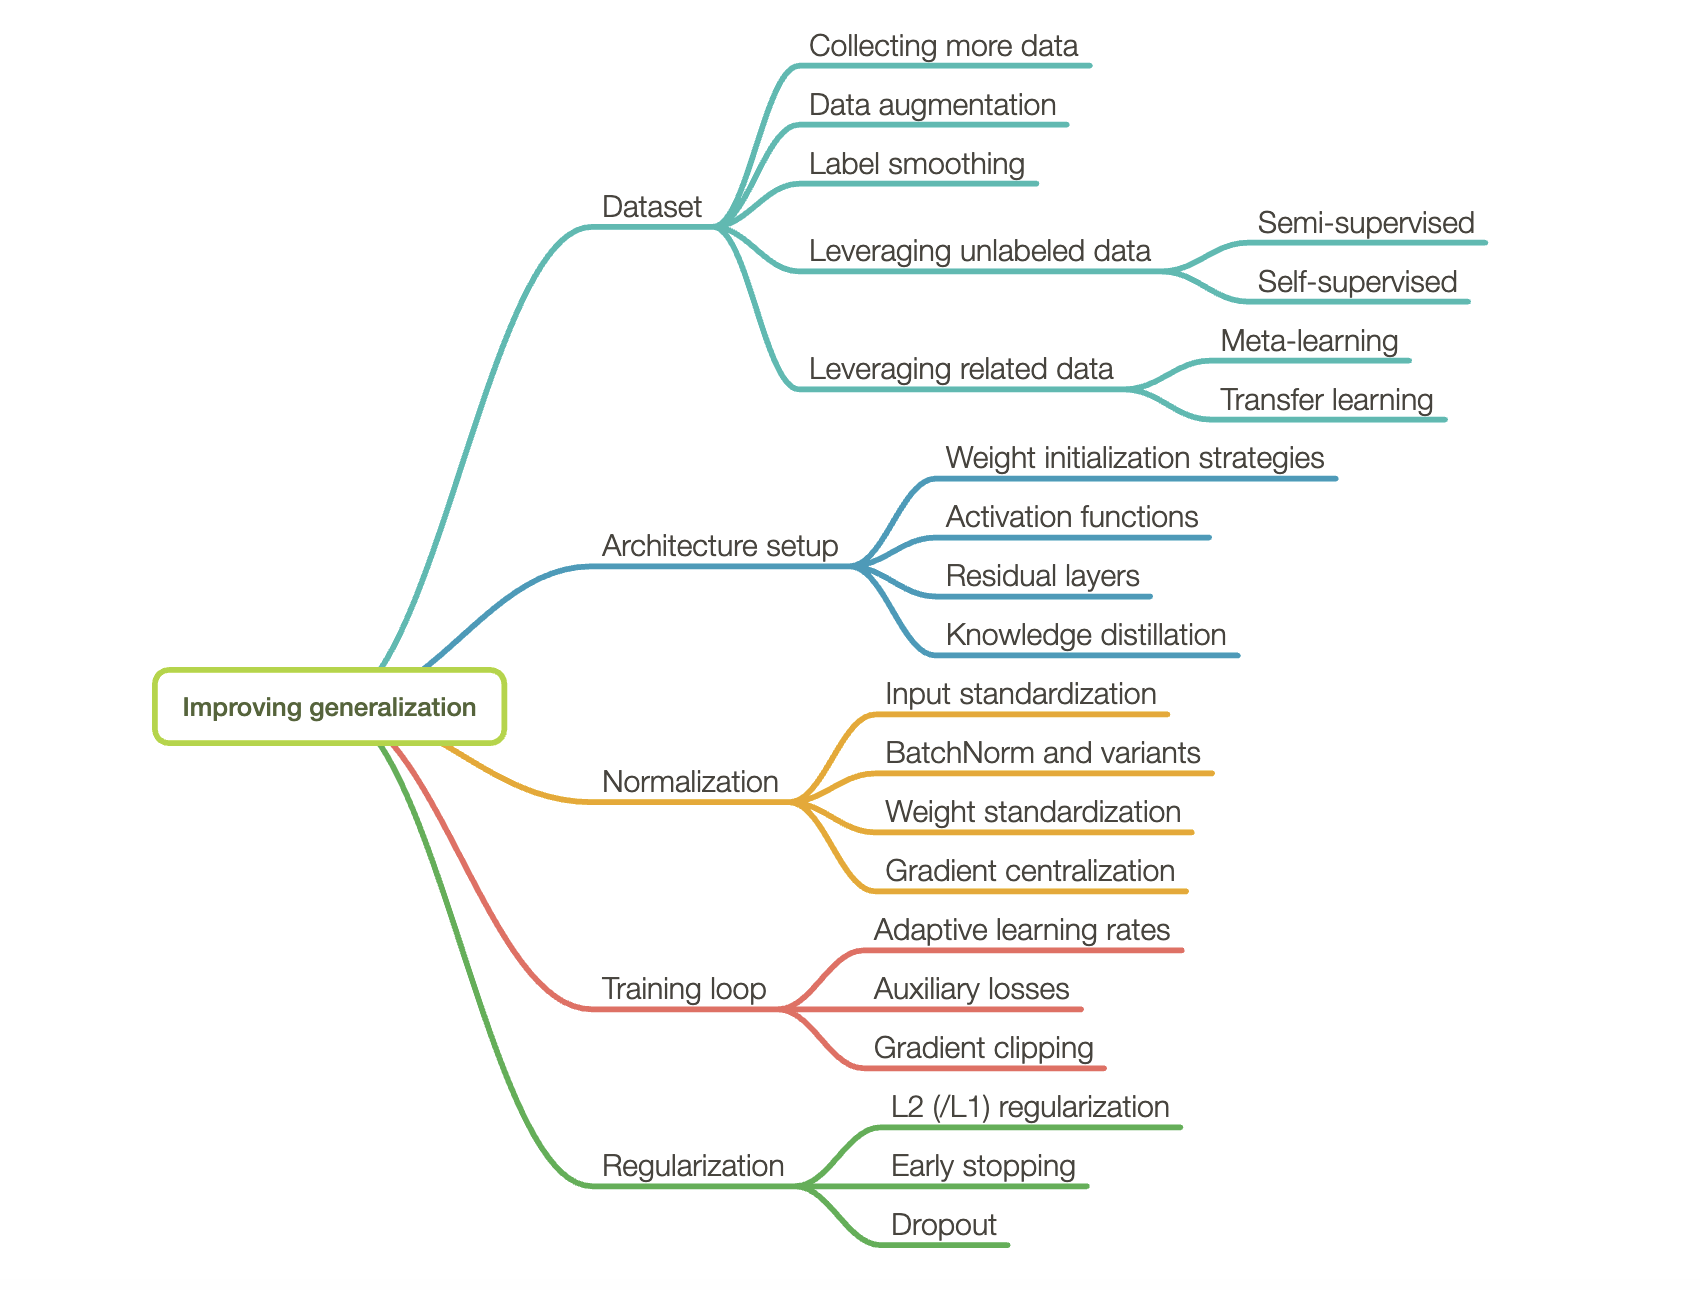 Collecting more data
Data augmentation
Label smoothing
Dataset
Semi-supervised
Leveraging unlabeled data
Self-supervised
Meta-learning
Leveraging related data
Transfer learning
Weight initialization strategies
Activation functions
Architecture setup
Residual layers
Knowledge distillation
Improving generalization
Input standardization
BatchNorm and variants
Normalization
Weight standardization
Gradient centralization
Adaptive learning rates
Training loop
Auxiliary losses
Gradient clipping
L2 (/L1) regularization
Regularization
Early stopping
Dropout